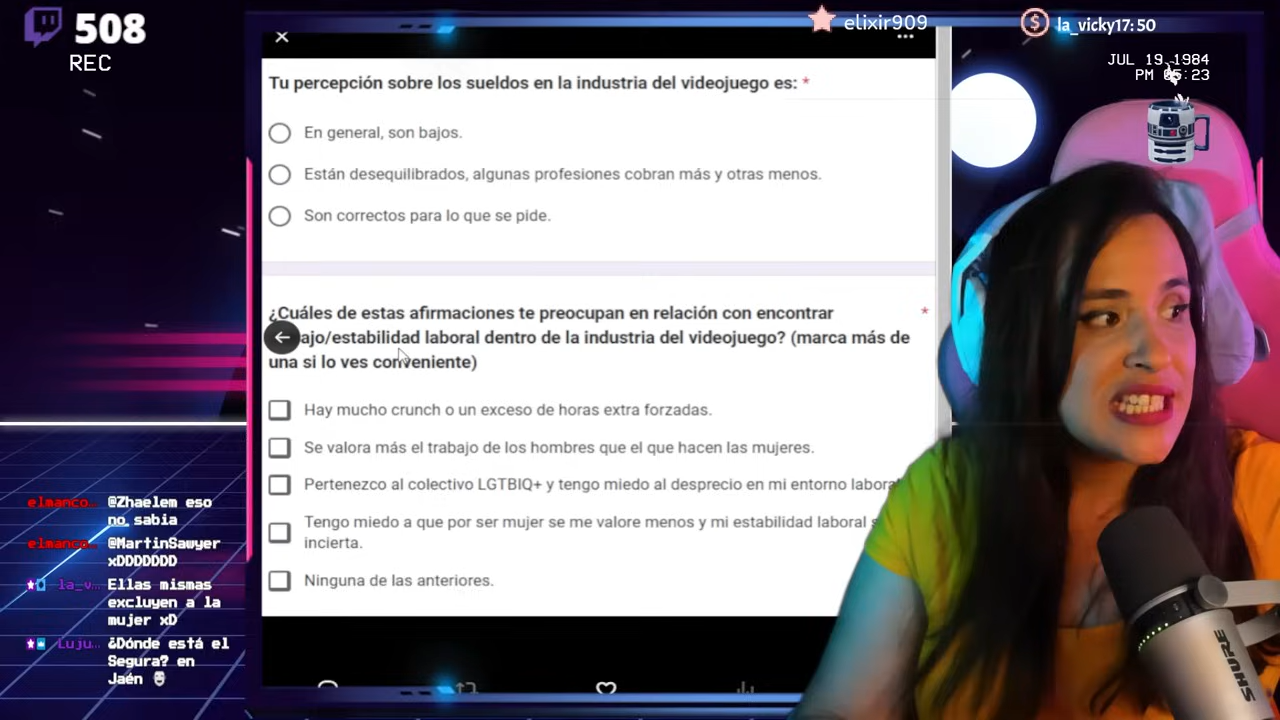 508
REC
elixir909
la_vicky17: 50
JUL 19 1984
PM 05:23
Tu percepción sobre los sueldos en la industria del videojuego es: *
En general, son bajos.
Están desequilibrados, algunas profesiones cobran más y otras menos.
Son correctos para lo que se pide.
¿Cuáles de estas afirmaciones te preocupan en relación con encontrar *
ajo/estabilidad laboral dentro de la industria del videojuego? (marca más de
una si lo ves conveniente)
Hay mucho crunch o un exceso de horas extra forzadas.
Se valora más el trabajo de los hombres que el que hacen las mujeres.
Pertenezco al colectivo LGTBIQ+ y tengo miedo al desprecio en mi entorno labora
Tengo miedo a que por ser mujer se me valore menos y mi estabilidad laboral s
incierta.
Ninguna de las anteriores.
elmanco… @Zhaelem eso
no sabia
elmanco… @MartinSawyer
xDDDDDDD
la_v… Ellas mismas
excluyen a la
mujer xD
Luju… ¿Dónde está el
Segura? en
Jaén
SHURE